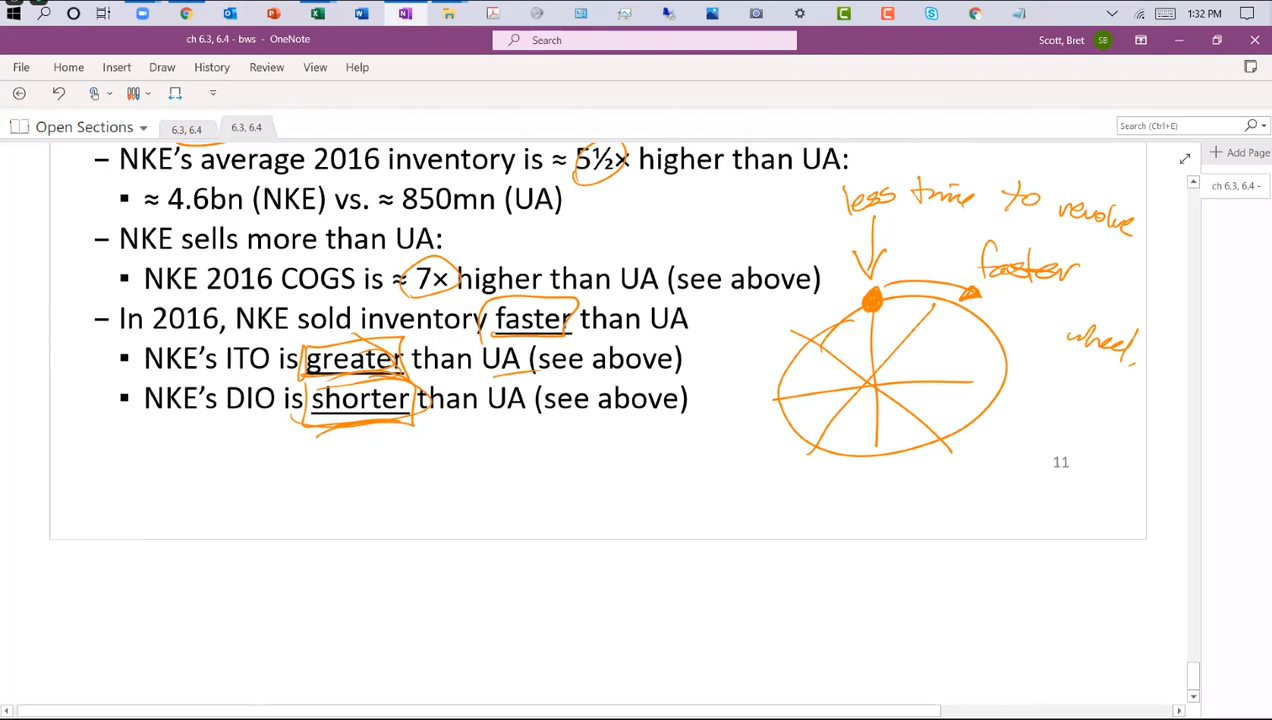 1:32 PM
ch 6.3, 6.4 - bws - OneNote
Search
Scott, Bret
SB
File Home Insert Draw History Review View Help
Open Sections
6.3, 6.4
6.3, 6.4
Search (Ctrl+E)
Add Page
ch 6.3, 6.4 -
– NKE's average 2016 inventory is ≈ 5½× higher than UA:
▪ ≈ 4.6bn (NKE) vs. ≈ 850mn (UA)
– NKE sells more than UA:
▪ NKE 2016 COGS is ≈ 7× higher than UA (see above)
– In 2016, NKE sold inventory faster than UA
▪ NKE's ITO is greater than UA (see above)
▪ NKE's DIO is shorter than UA (see above)
less time to revolve
faster
wheel.
11